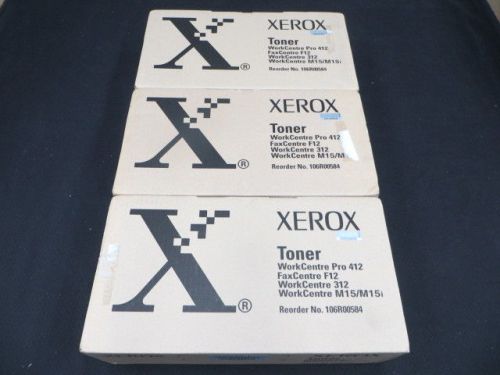 XEROX
Toner
WorkCentre Pro 412
FaxCentre F12
WorkCentre 312
WorkCentre M15/M15i
Reorder No. 106R00584
X®
XEROX
Toner
WorkCentre Pro 412
FaxCentre F12
WorkCentre 312
WorkCentre M15/M15i
Reorder No. 106R00584
X®
XEROX
Toner
WorkCentre Pro 412
FaxCentre F12
WorkCentre 312
WorkCentre M15/M15i
Reorder No. 106R00584
X®